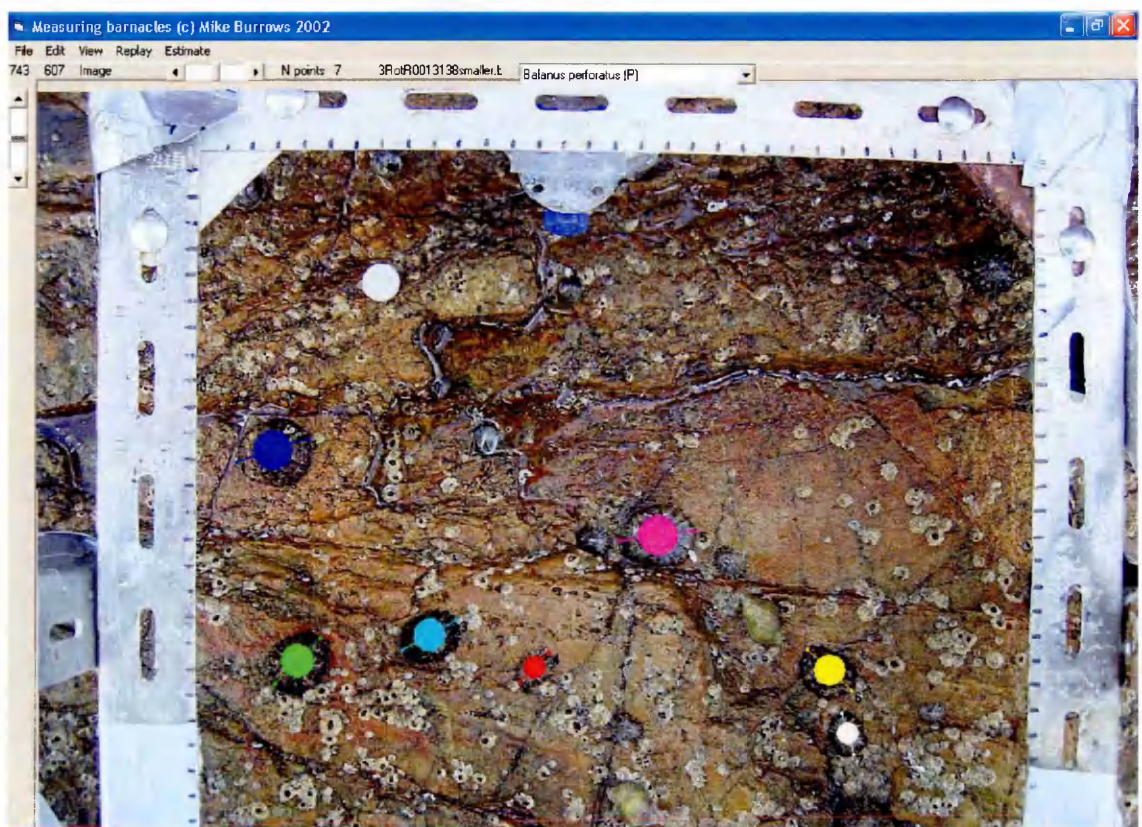 Measuring barnacles (c) Mike Burrows 2002
File Edit View Replay Estimate
743 607 Image N points 7 3RotR0013138smaller.b Balanus perforatus (P)